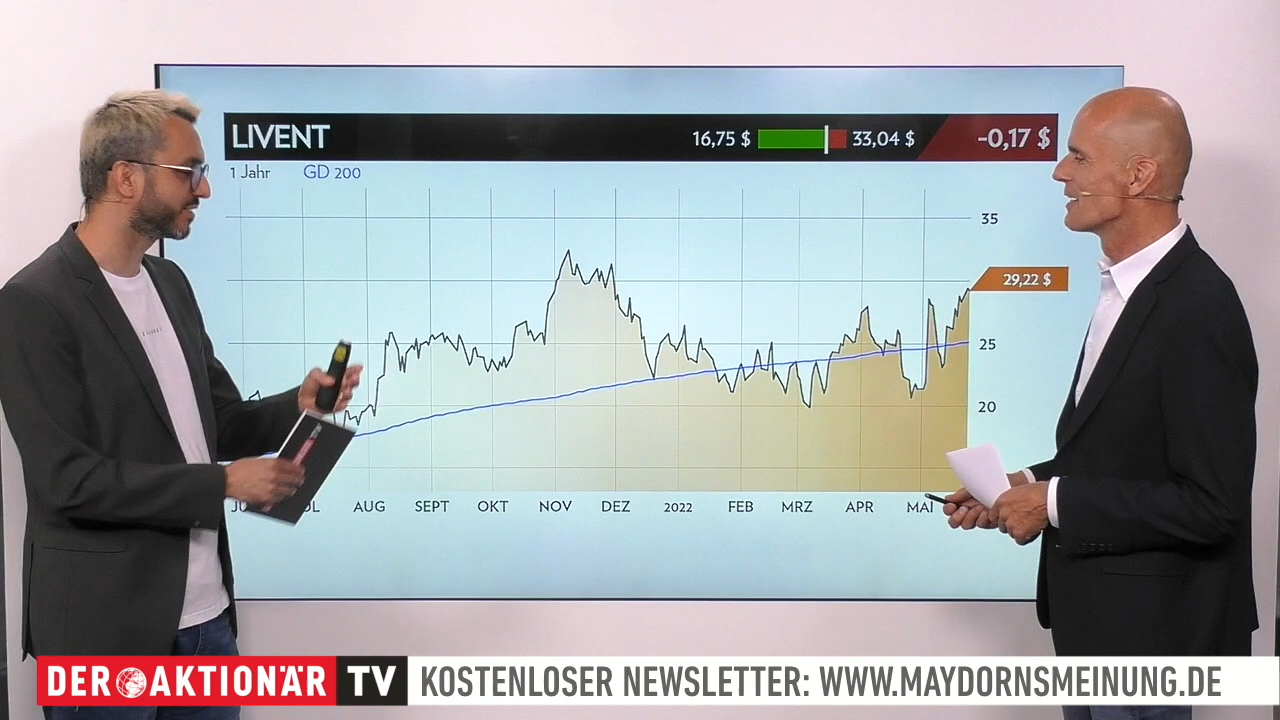 LIVENT 16,75 $ 33,04 $ -0,17 $
1 Jahr GD 200
35
29,22 $
25
20
AUG SEPT OKT NOV DEZ 2022 FEB MRZ APR MAI
DER AKTIONÄR TV KOSTENLOSER NEWSLETTER: WWW.MAYDORNSMEINUNG.DE